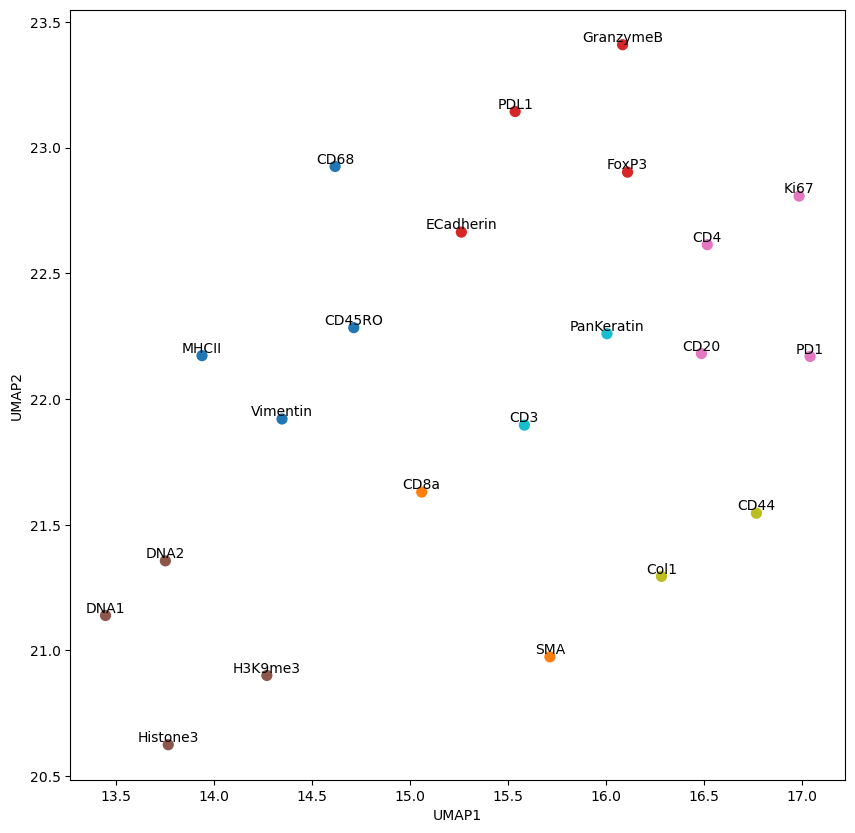 GranzymeB
PDL1
CD68
FoxP3
Ki67
ECadherin
CD4
CD45RO
PanKeratin
MHCII
CD20
PD1
Vimentin
CD3
CD8a
CD44
DNA2
Col1
DNA1
SMA
H3K9me3
Histone3
23.5
23.0
22.5
22.0
21.5
21.0
20.5
UMAP2
13.5 14.0 14.5 15.0 15.5 16.0 16.5 17.0
UMAP1